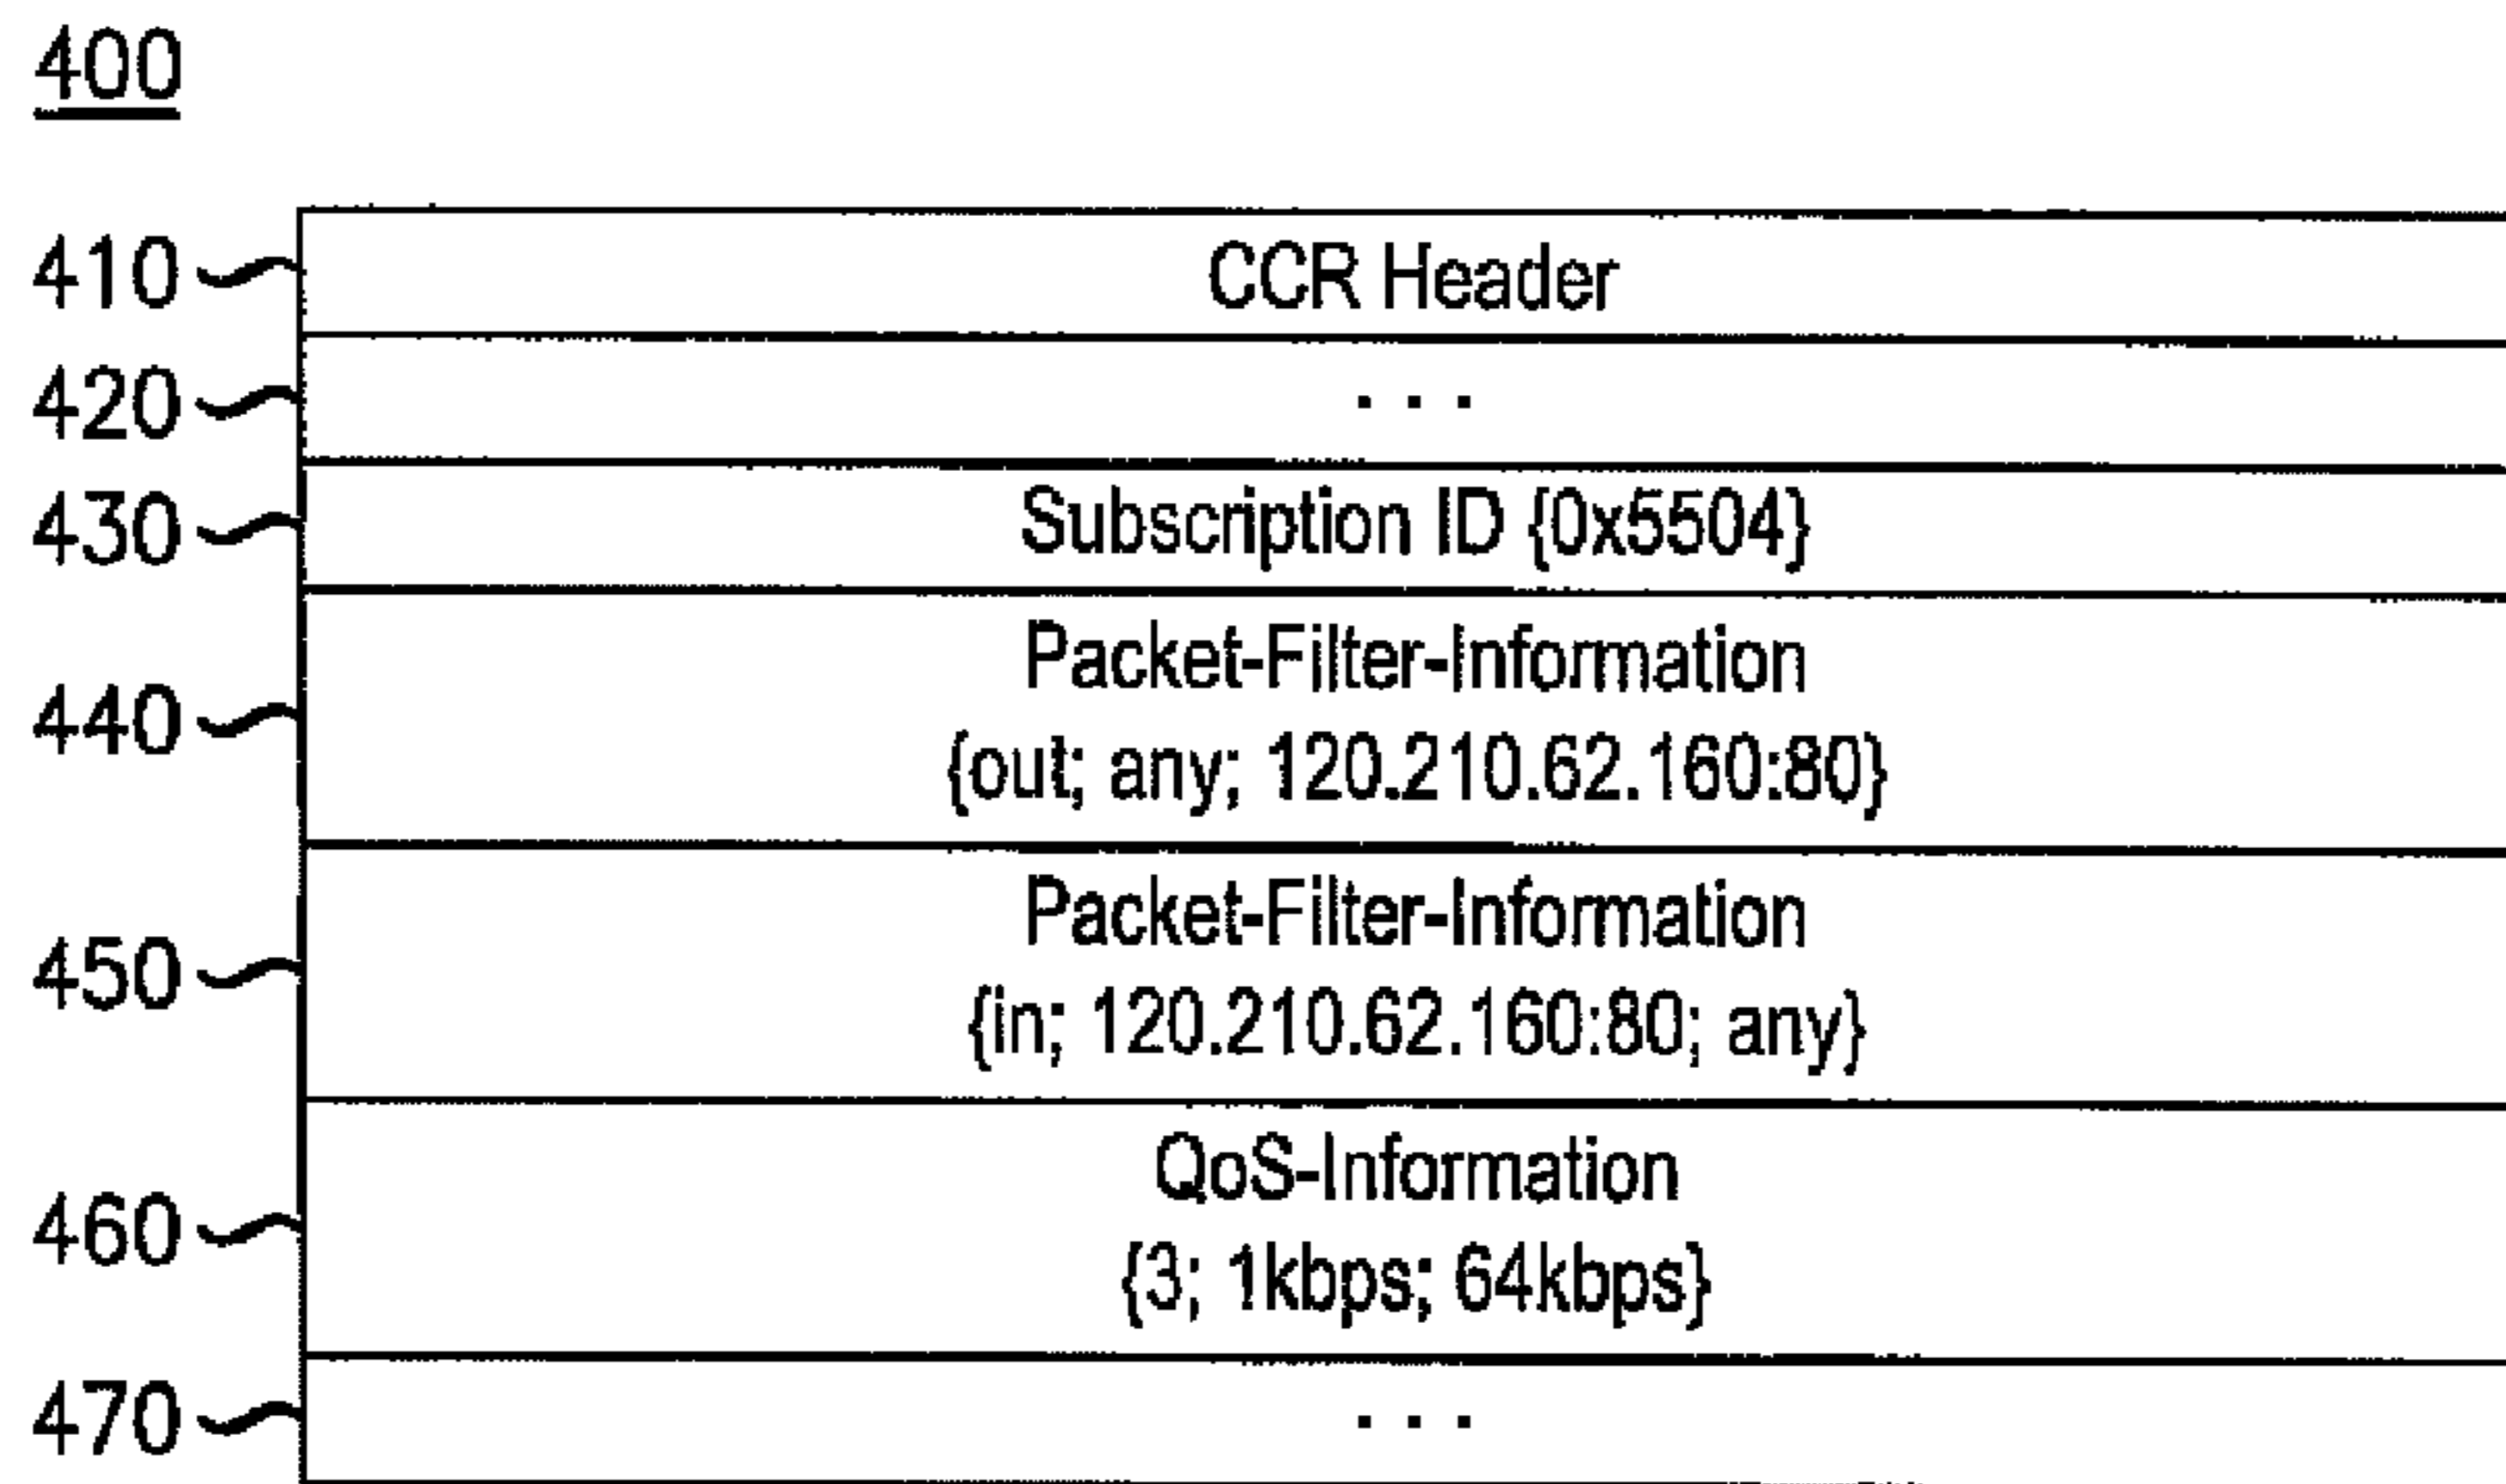 400
410 CCR Header
420 . . .
430 Subscription ID {0x5504}
440 Packet-Filter-Information
{out; any; 120.210.62.160:80}
450 Packet-Filter-Information
{in; 120.210.62.160:80; any}
460 QoS-Information
{3; 1kbps; 64kbps}
470 . . .